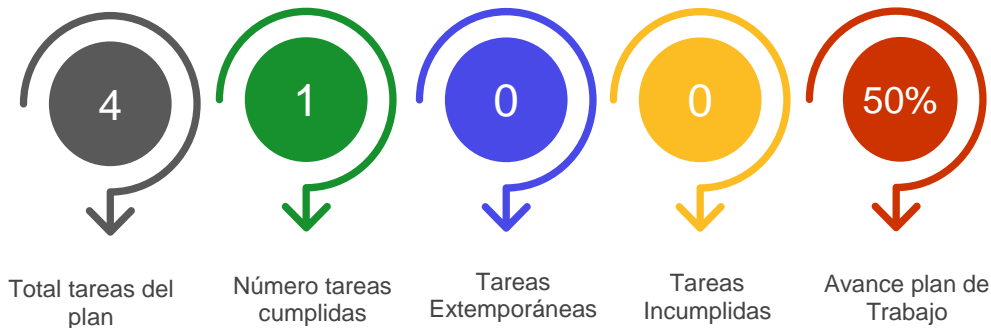 4
1
0
0
50%
Total tareas del
plan
Número tareas
cumplidas
Tareas
Extemporáneas
Tareas
Incumplidas
Avance plan de
Trabajo